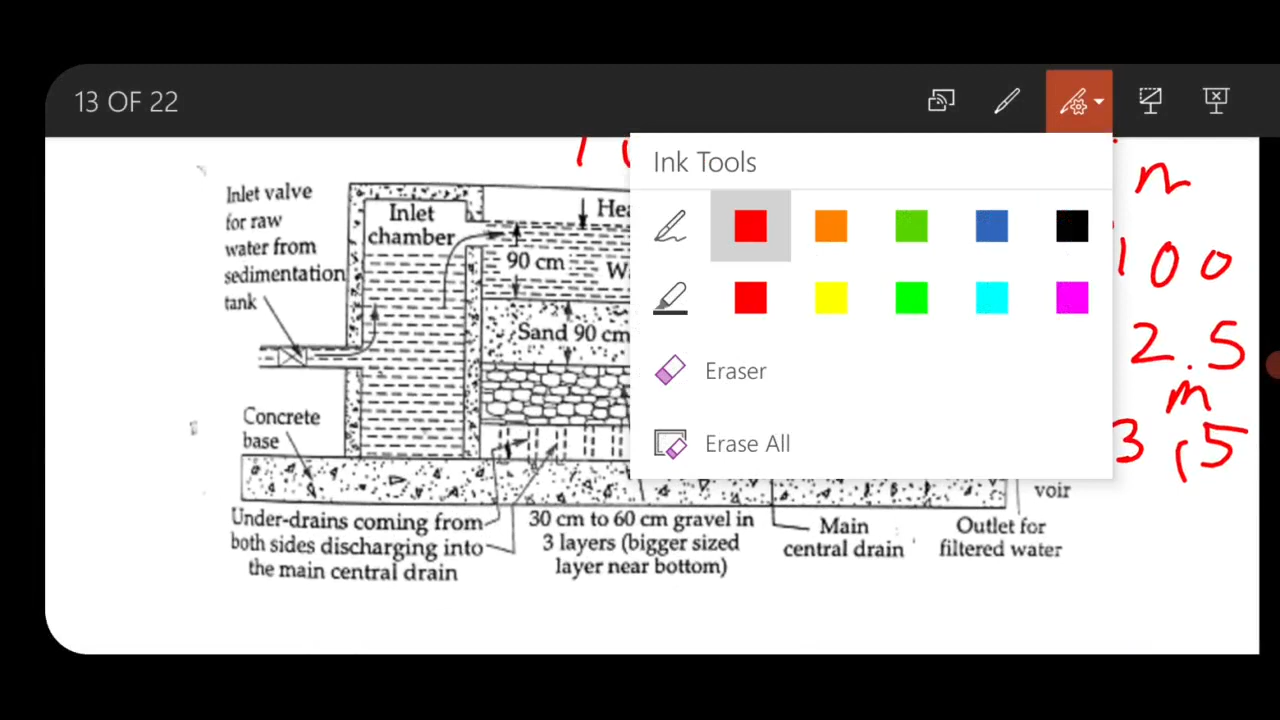 13 OF 22
Ink Tools
Eraser
Erase All
Inlet valve
for raw
water from
sedimentation
tank
Inlet
chamber
90 cm
Sand 90 cm
Concrete
base
Under-drains coming from
both sides discharging into
the main central drain
30 cm to 60 cm gravel in
3 layers (bigger sized
layer near bottom)
Main
central drain
voir
Outlet for
filtered water
100
2.5
m